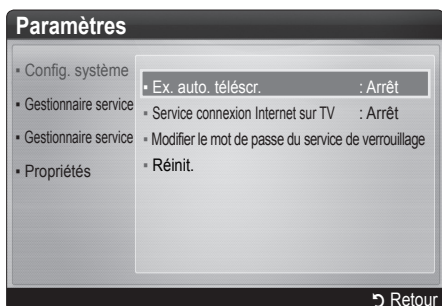 Paramètres
▪ Config. système
▪ Gestionnaire service
▪ Gestionnaire service
▪ Propriétés
▪ Ex. auto. téléscr. : Arrêt
▪ Service connexion Internet sur TV : Arrêt
▪ Modifier le mot de passe du service de verrouillage
▪ Réinit.
Retour